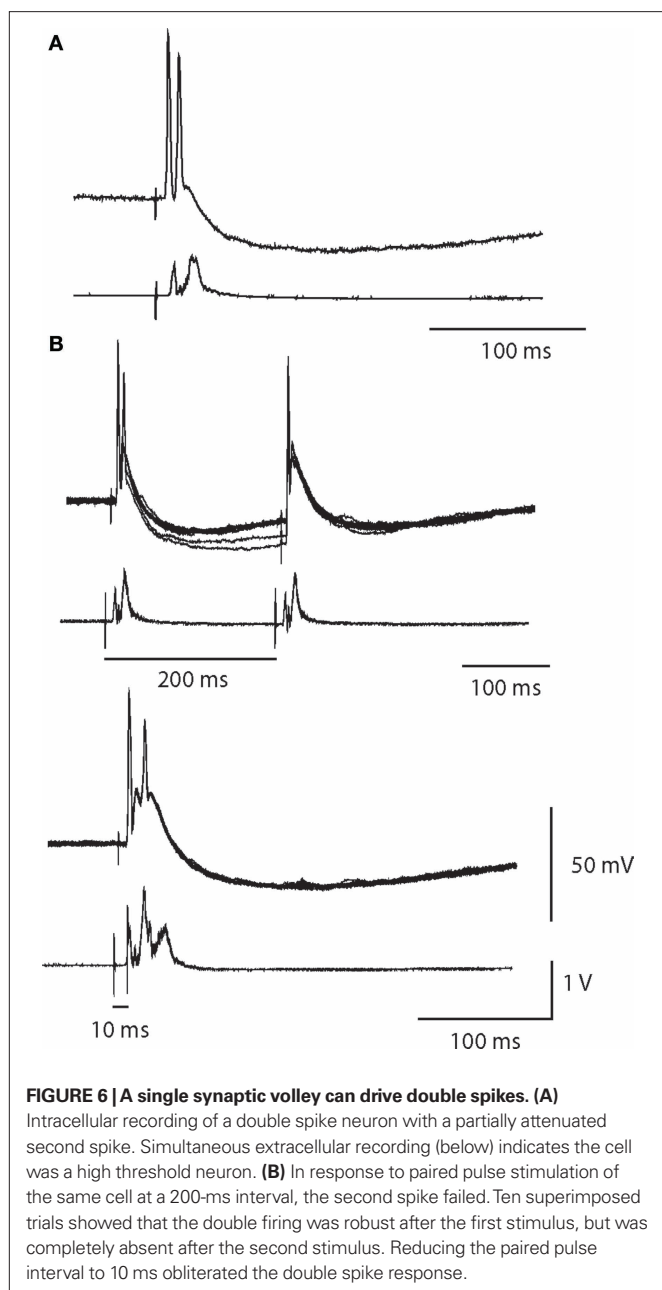 A
100 ms
B
200 ms
100 ms
50 mV
1 V
10 ms
100 ms
FIGURE 6 | A single synaptic volley can drive double spikes. (A)
Intracellular recording of a double spike neuron with a partially attenuated
second spike. Simultaneous extracellular recording (below) indicates the cell
was a high threshold neuron. (B) In response to paired pulse stimulation of
the same cell at a 200-ms interval, the second spike failed. Ten superimposed
trials showed that the double firing was robust after the first stimulus, but was
completely absent after the second stimulus. Reducing the paired pulse
interval to 10 ms obliterated the double spike response.